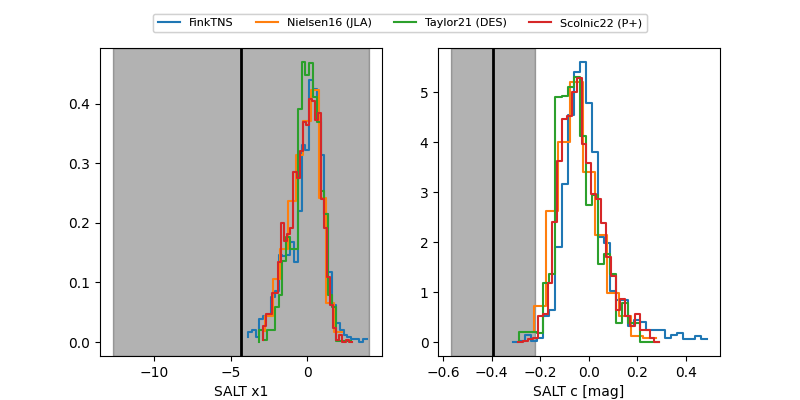 FinkTNS Nielsen16 (JLA) Taylor21 (DES) Scolnic22 (P+)
0.4
0.3
0.2
0.1
0.0
−10 −5 0
SALT x1
5
4
3
2
1
0
−0.6 −0.4 −0.2 0.0 0.2 0.4
SALT c [mag]